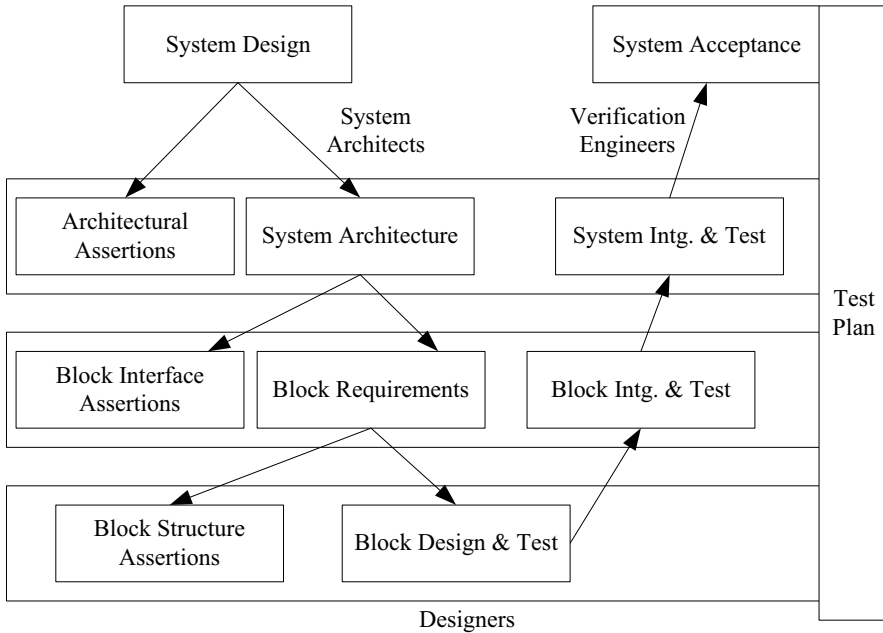 System Design
System Acceptance
System
Architects
Verification
Engineers
Architectural
Assertions
System Architecture
System Intg. & Test
Test
Plan
Block Interface
Assertions
Block Requirements
Block Intg. & Test
Block Structure
Assertions
Block Design & Test
Designers